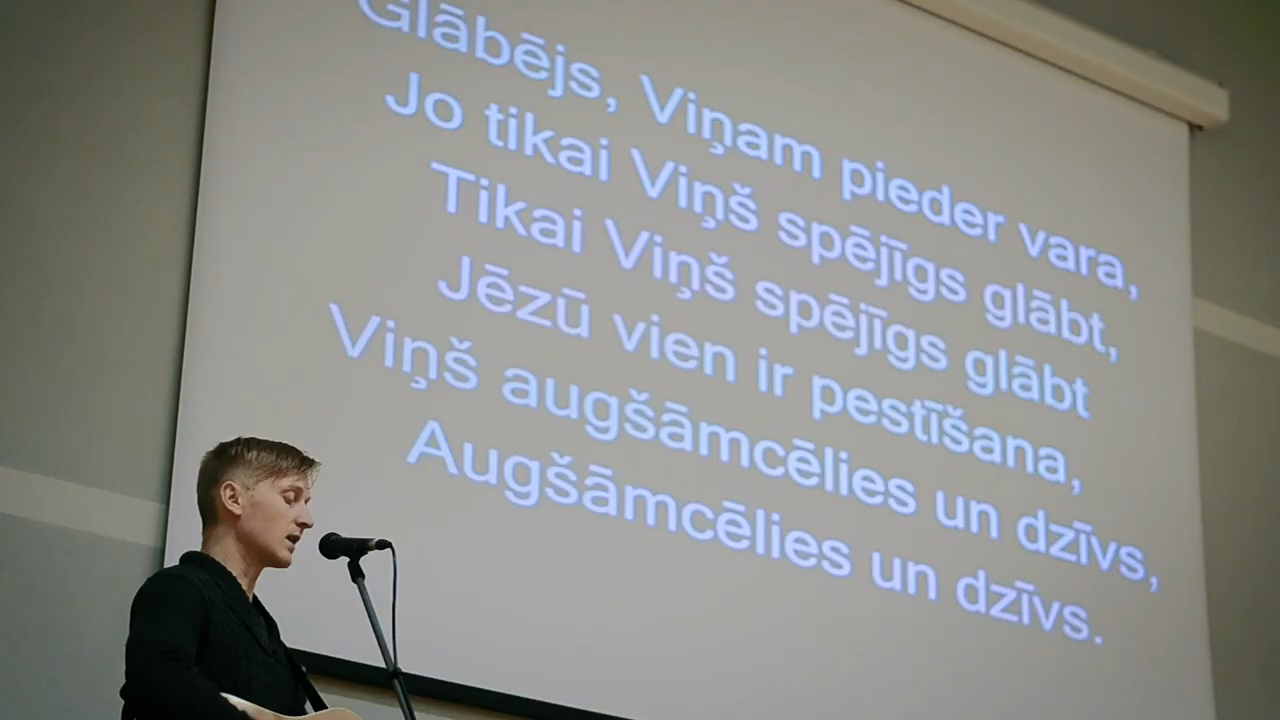 Glābējs, Viņam pieder vara,
Jo tikai Viņš spējīgs glābt,
Tikai Viņš spējīgs glābt
Jēzū vien ir pestīšana,
Viņš augšāmcēlies un dzīvs,
Augšāmcēlies un dzīvs.